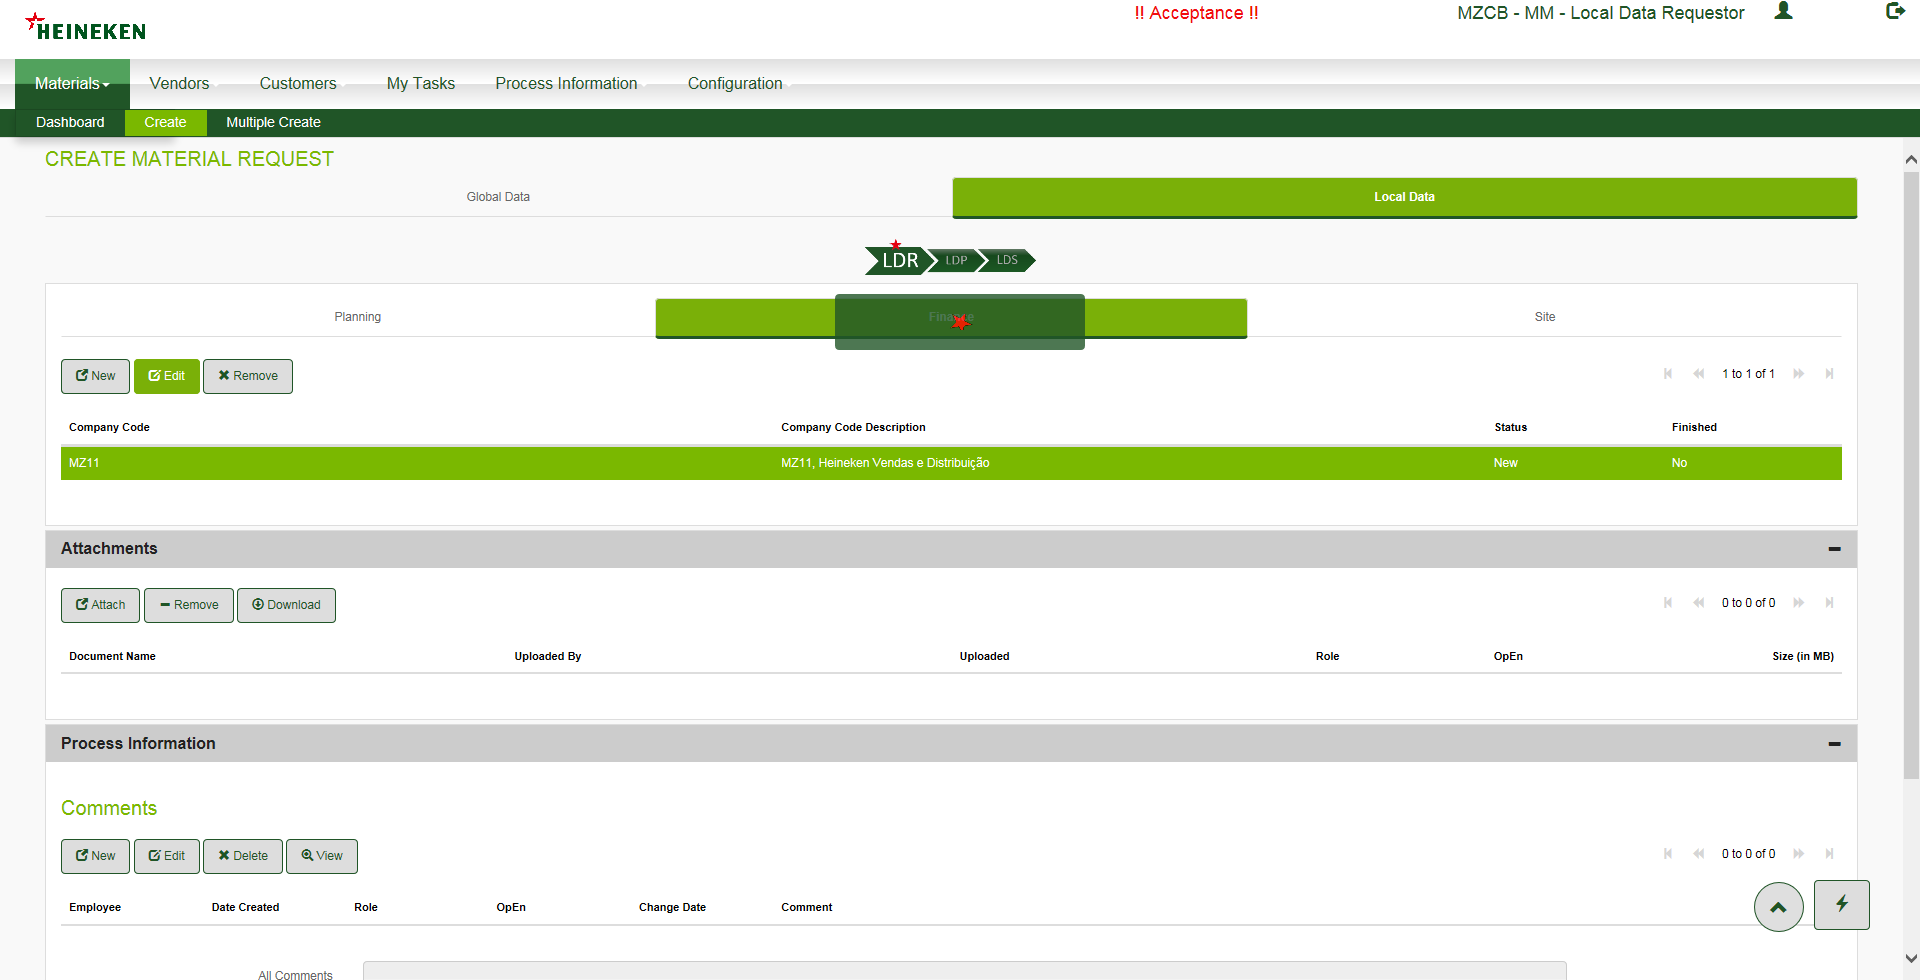 !! Acceptance !!
MZCB - MM - Local Data Requestor
HEINEKEN
Materials
Vendors
Customers
My Tasks
Process Information
Configuration
Dashboard
Create
Multiple Create
CREATE MATERIAL REQUEST
Global Data
Local Data
LDR
LDP
LDS
Planning
Finance
Site
New
Edit
Remove
1 to 1 of 1
Company Code
Company Code Description
Status
Finished
MZ11
MZ11, Heineken Vendas e Distribuição
New
No
Attachments
Attach
Remove
Download
0 to 0 of 0
Document Name
Uploaded By
Uploaded
Role
OpEn
Size (in MB)
Process Information
Comments
New
Edit
Delete
View
0 to 0 of 0
Employee
Date Created
Role
OpEn
Change Date
Comment
All Comments